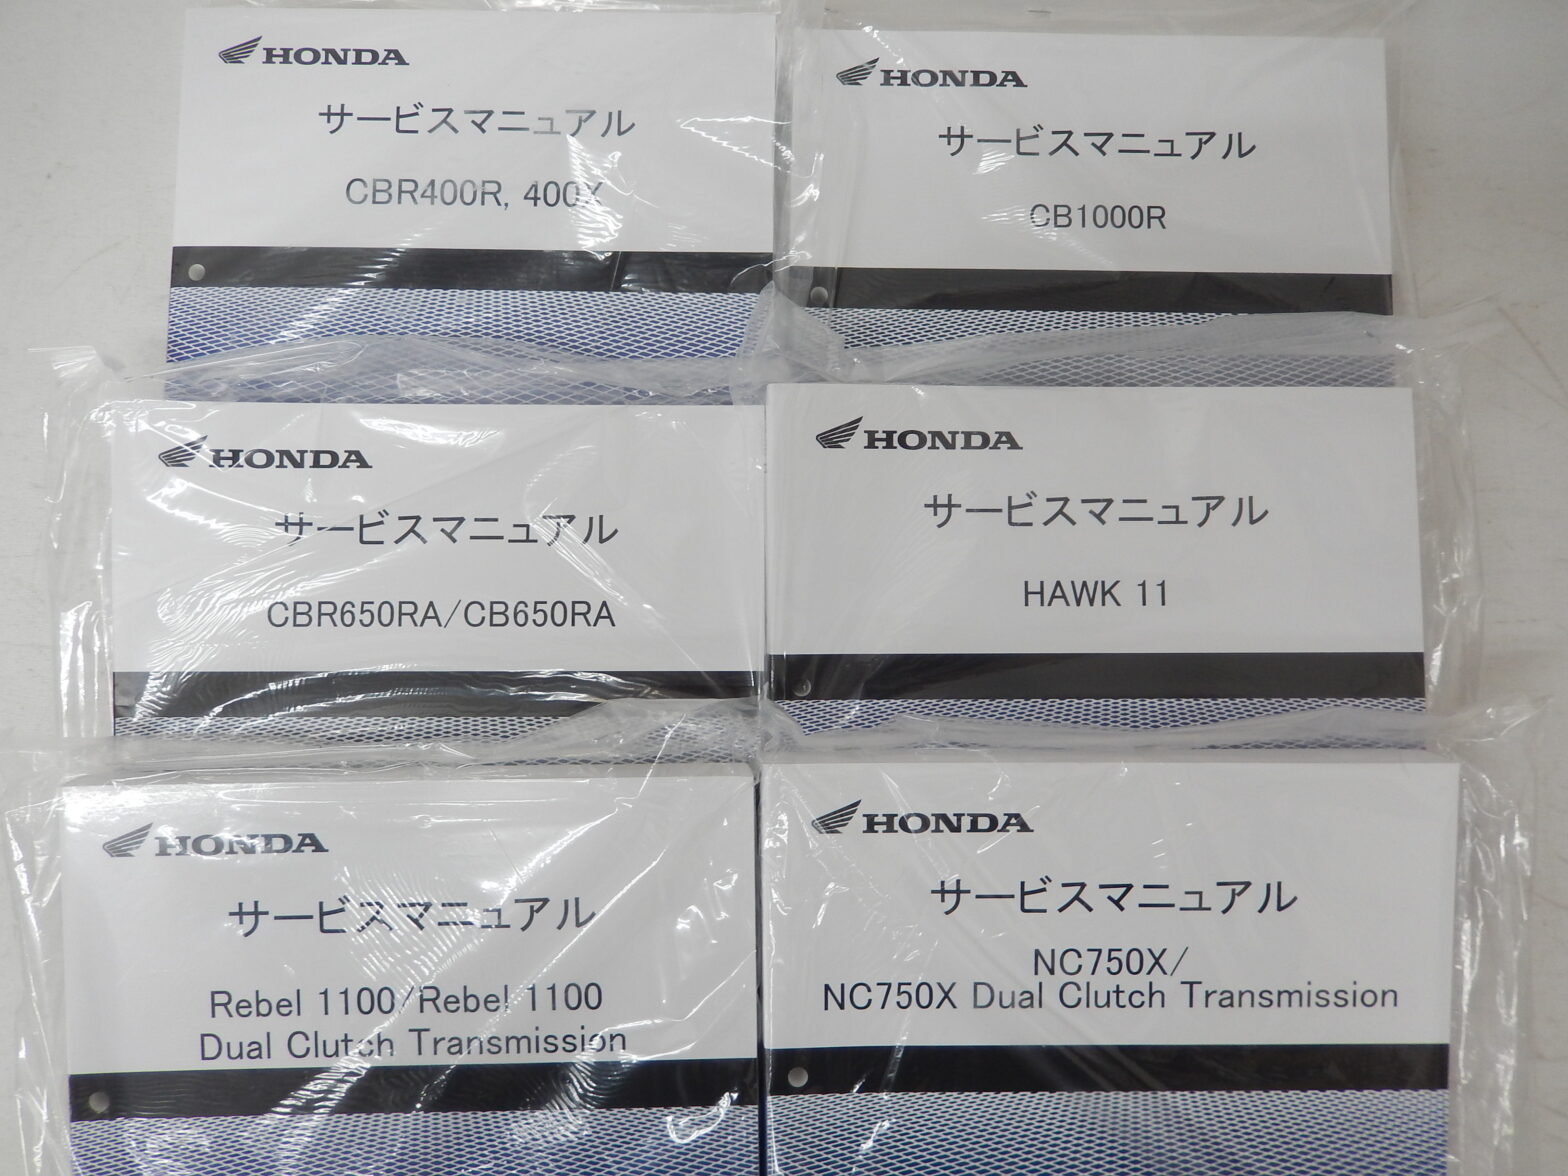 HONDA
サービスマニュアル
CBR400R, 400X
HONDA
サービスマニュアル
CB1000R
HONDA
サービスマニュアル
CBR650RA/CB650RA
HONDA
サービスマニュアル
HAWK 11
HONDA
サービスマニュアル
Rebel 1100/Rebel 1100
Dual Clutch Transmission
HONDA
サービスマニュアル
NC750X/
NC750X Dual Clutch Transmission